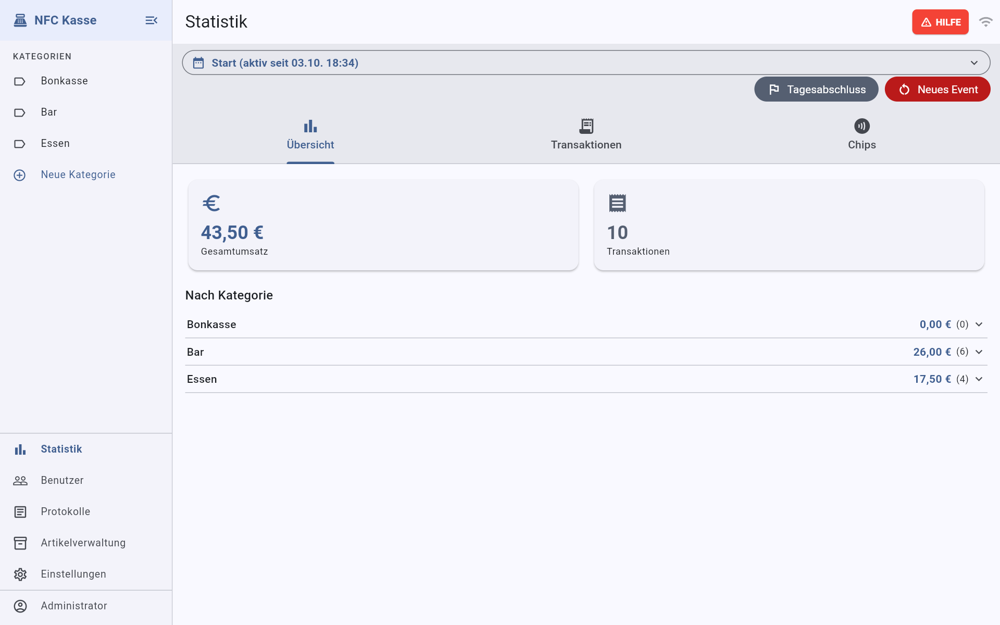 NFC Kasse
KATEGORIEN
Bonkasse
Bar
Essen
Neue Kategorie
Statistik
Benutzer
Protokolle
Artikelverwaltung
Einstellungen
Administrator
Statistik
HILFE
Start (aktiv seit 03.10. 18:34)
Tagesabschluss
Neues Event
Übersicht
Transaktionen
Chips
43,50 €
Gesamtumsatz
10
Transaktionen
Nach Kategorie
Bonkasse 0,00 € (0)
Bar 26,00 € (6)
Essen 17,50 € (4)